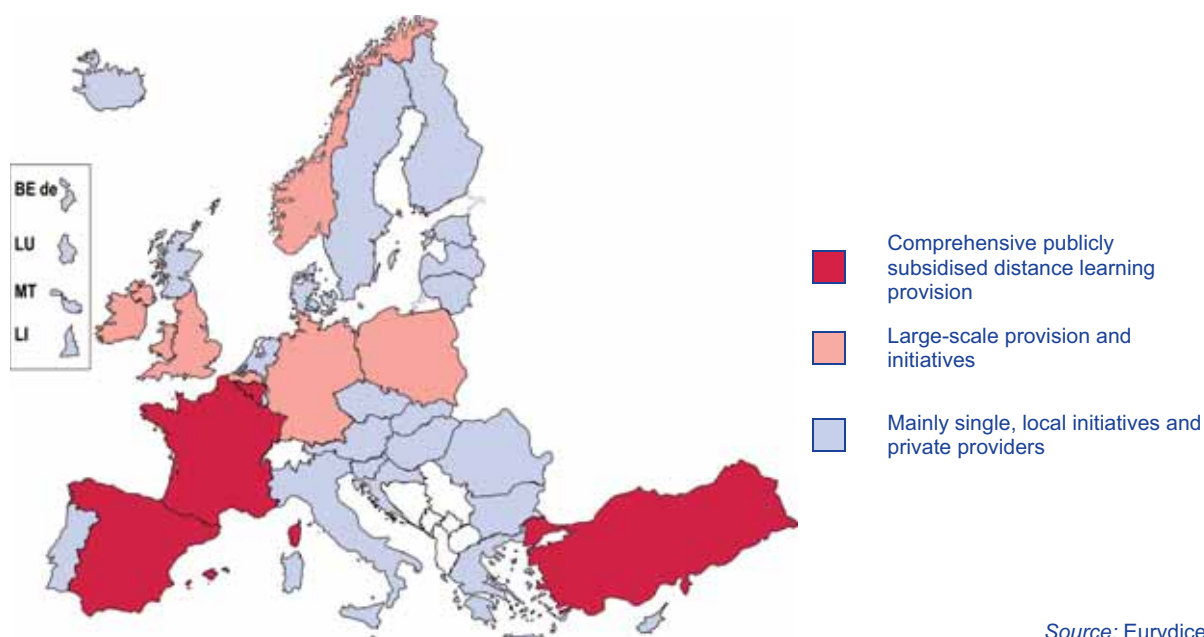 BE de
LU
MT
LI
Comprehensive publicly
subsidised distance learning
provision
Large-scale provision and
initiatives
Mainly single, local initiatives and
private providers
Source: Eurydice